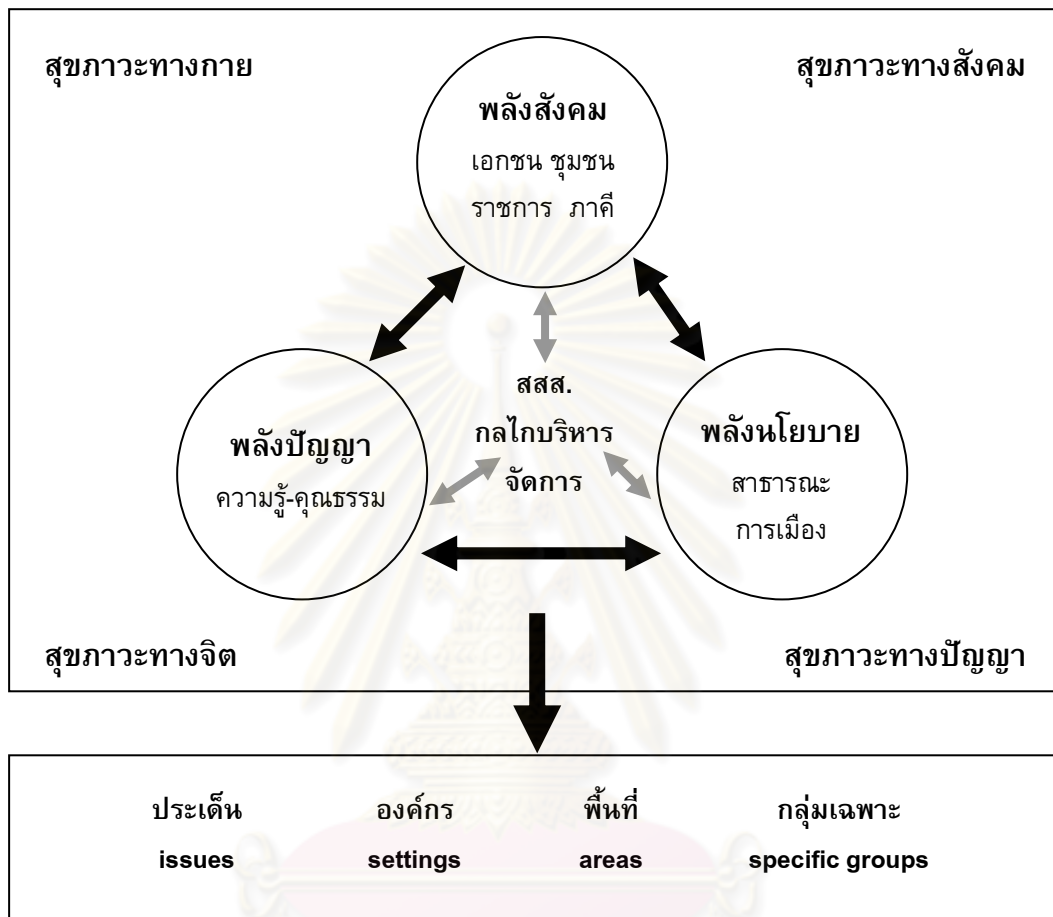 สุขภาวะทางกาย
สุขภาวะทางสังคม
พลังสังคม
เอกชน ชุมชน
ราชการ ภาคี
สสส.
กลไกบริหาร
จัดการ
พลังปัญญา
ความรู้-คุณธรรม
พลังนโยบาย
สาธารณะ
การเมือง
สุขภาวะทางจิต
สุขภาวะทางปัญญา
ประเด็น องค์กร พื้นที่ กลุ่มเฉพาะ
issues settings areas specific groups